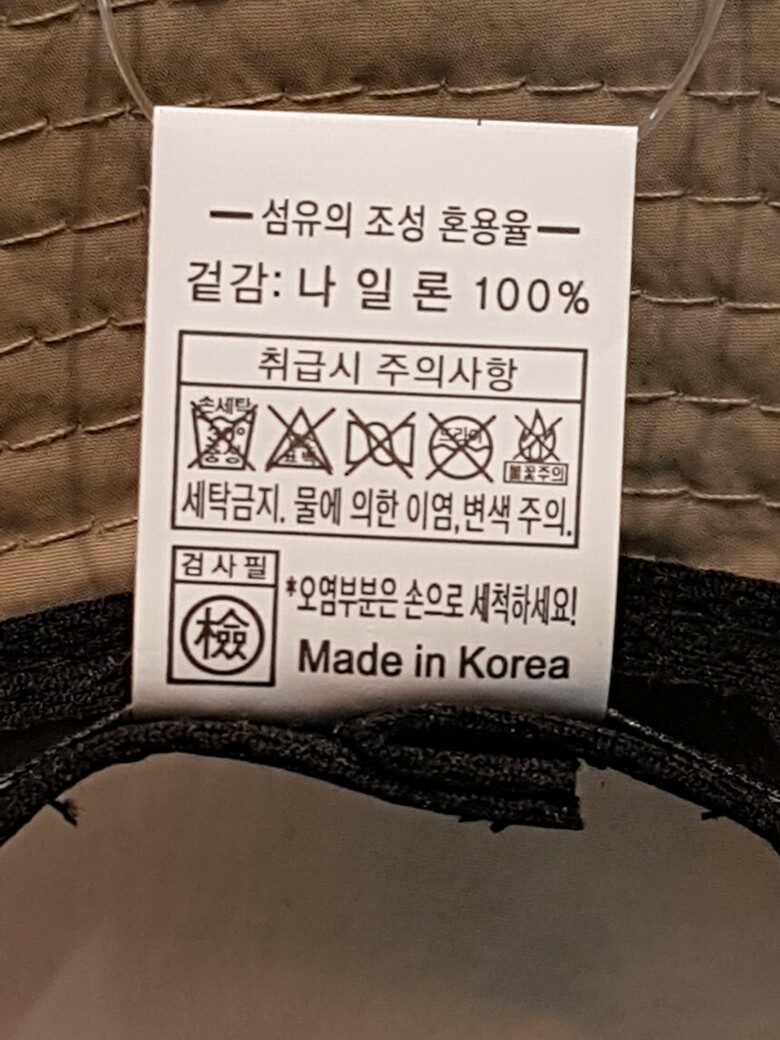 섬유의 조성 혼용율
겉감: 나 일 론 100%
취급시 주의사항
손세탁
30°
중성
표백
드라이
불꽃주의
세탁금지. 물에 의한 이염,변색 주의.
검사필
檢
*오염부분은 손으로 세척하세요!
Made in Korea